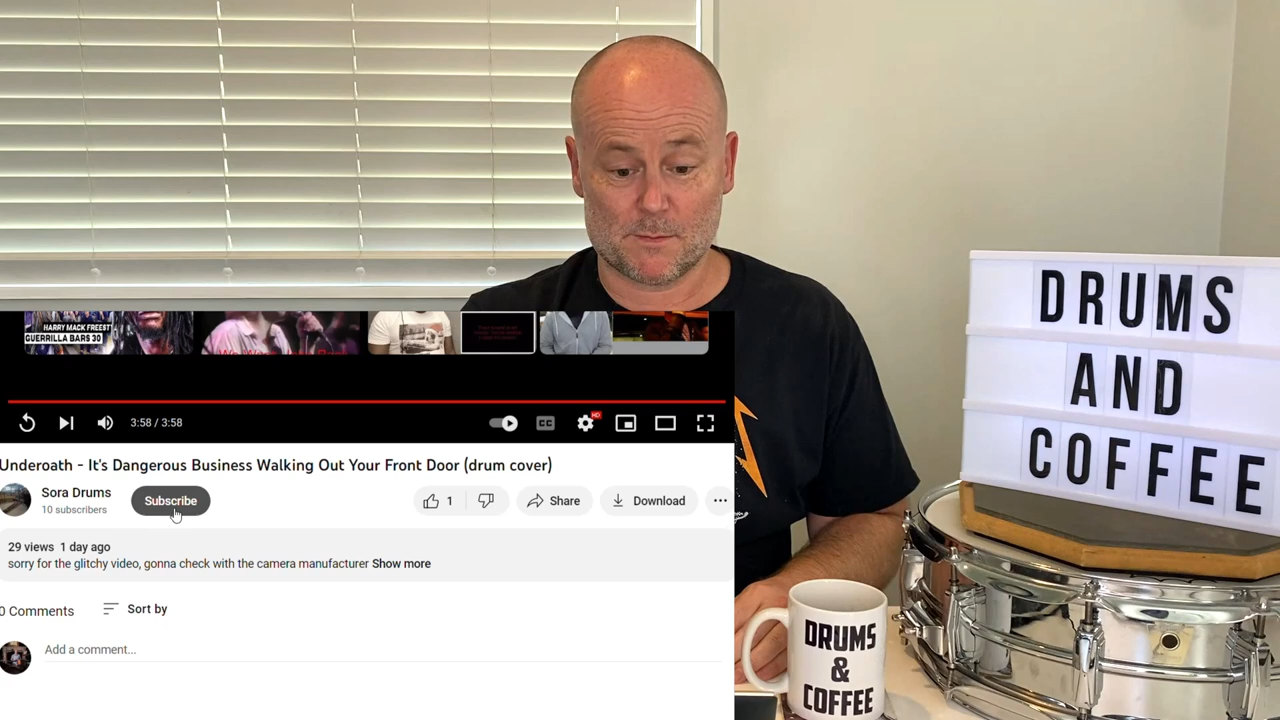 HARRY MACK FREEST
GUERRILLA BARS 30
3:58 / 3:58
CC
HD
Underoath - It's Dangerous Business Walking Out Your Front Door (drum cover)
Sora Drums
10 subscribers
Subscribe
1
Share
Download
29 views 1 day ago
sorry for the glitchy video, gonna check with the camera manufacturer Show more
0 Comments
Sort by
Add a comment...
DRUMS
AND
COFFEE
DRUMS
&
COFFEE